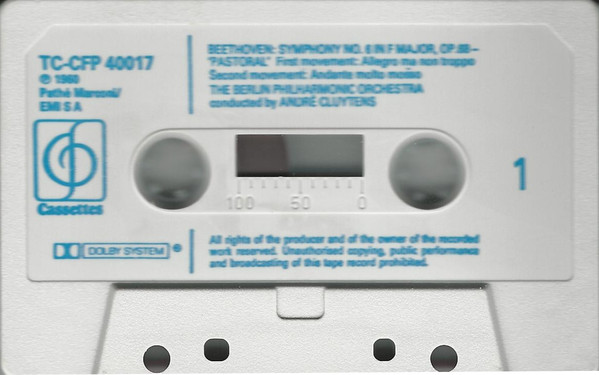 TC-CFP 40017
℗ 1960
Pathé Marconi/
EMI S A
Cassettes
DOLBY SYSTEM ®
BEETHOVEN: SYMPHONY NO. 6 IN F MAJOR, OP. 68–
"PASTORAL" First movement: Allegro ma non troppo
Second movement: Andante molto mosso
THE BERLIN PHILHARMONIC ORCHESTRA
conducted by ANDRÉ CLUYTENS
100 50 0
1
All rights of the producer and of the owner of the recorded
work reserved. Unauthorised copying, public performance
and broadcasting of this tape record prohibited.